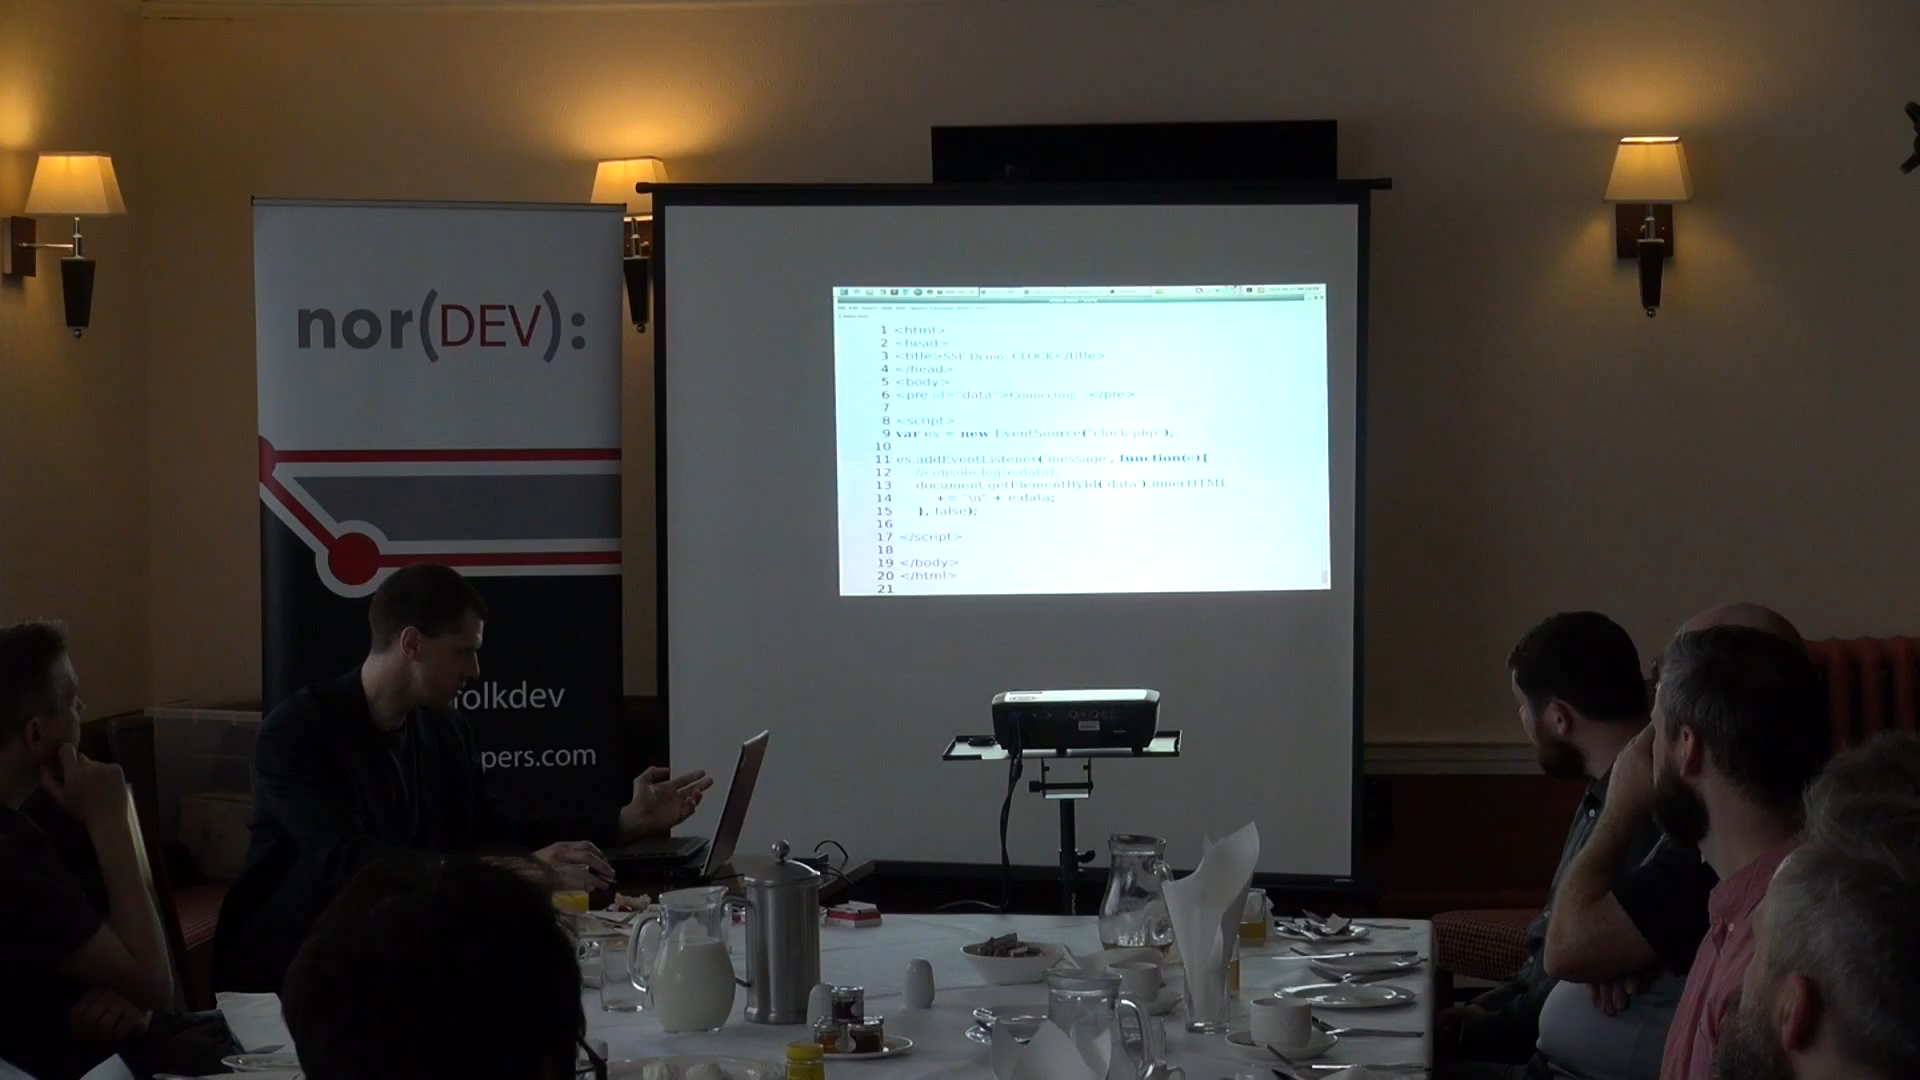 nor(DEV):
folkdev
pers.com
1 <html>
2 <head>
3 <title>SSE Demo: CLOCK</title>
4 </head>
5 <body>
6 <pre id="data">Connecting...</pre>
7
8 <script>
9 var es = new EventSource("clock.php");
10
11 es.addEventListener('message', function(e){
12 //console.log(e.data);
13 document.getElementById('data').innerHTML
14 += "\n" + e.data;
15 }, false);
16
17 </script>
18
19 </body>
20 </html>
21